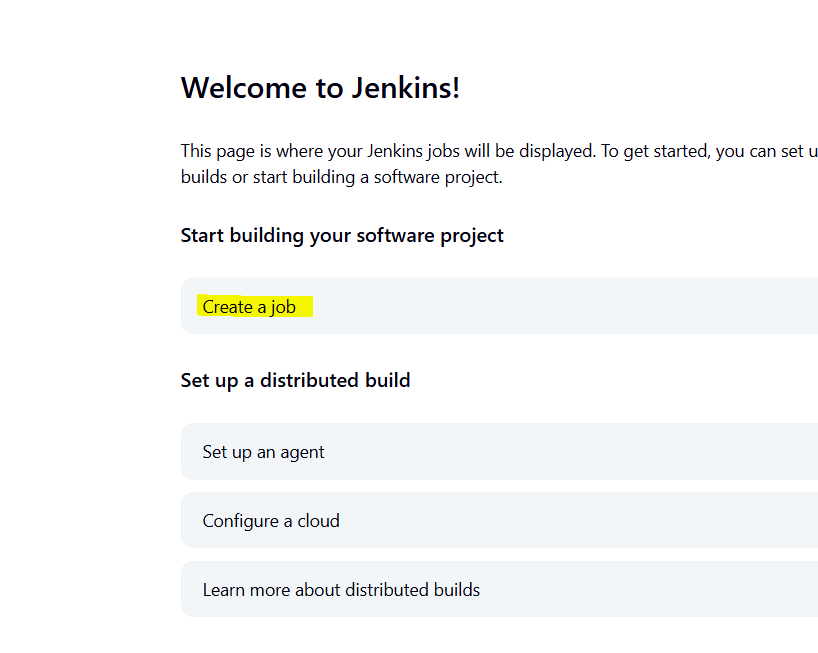 Welcome to Jenkins!
This page is where your Jenkins jobs will be displayed. To get started, you can set u
builds or start building a software project.
Start building your software project
Create a job
Set up a distributed build
Set up an agent
Configure a cloud
Learn more about distributed builds